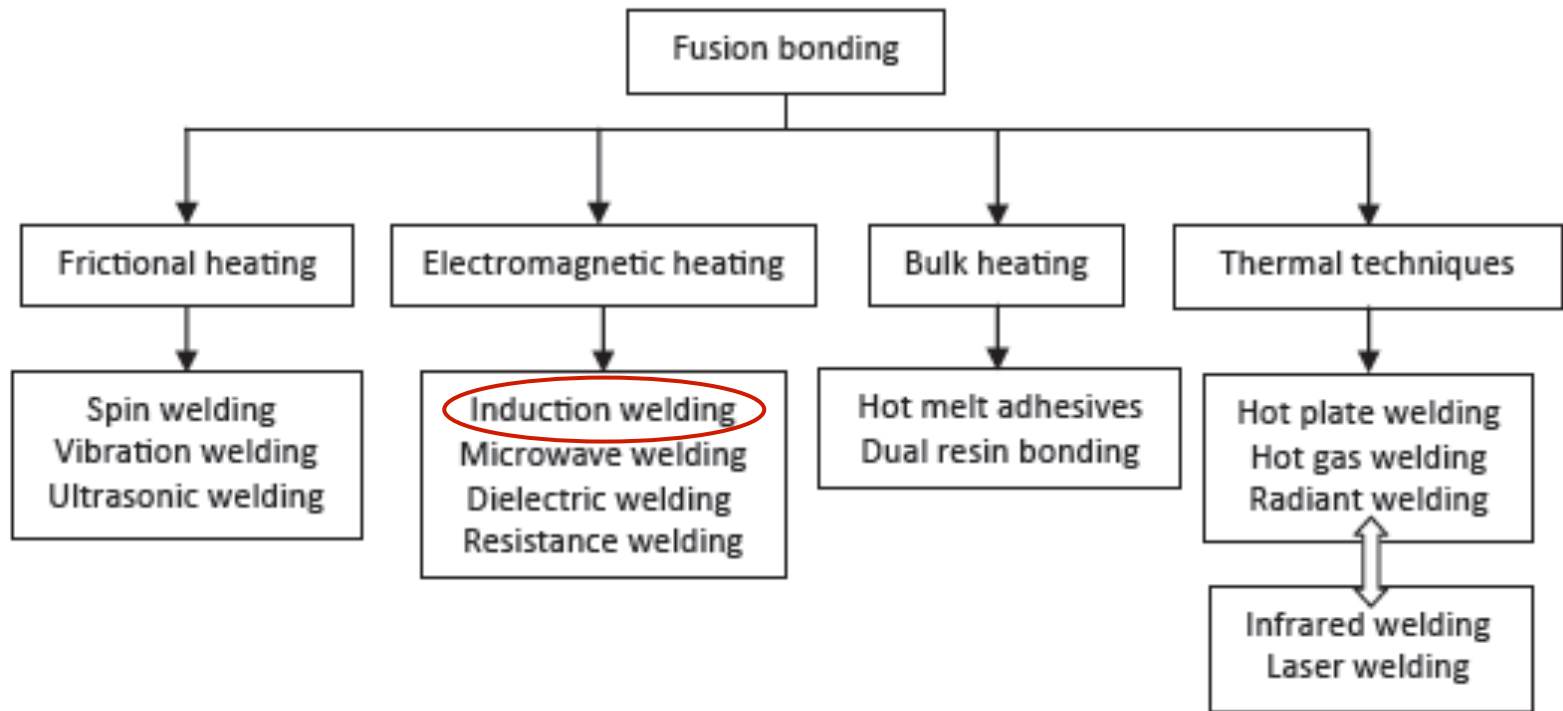 Fusion bonding
Frictional heating
Electromagnetic heating
Bulk heating
Thermal techniques
Spin welding
Vibration welding
Ultrasonic welding
Induction welding
Microwave welding
Dielectric welding
Resistance welding
Hot melt adhesives
Dual resin bonding
Hot plate welding
Hot gas welding
Radiant welding
Infrared welding
Laser welding